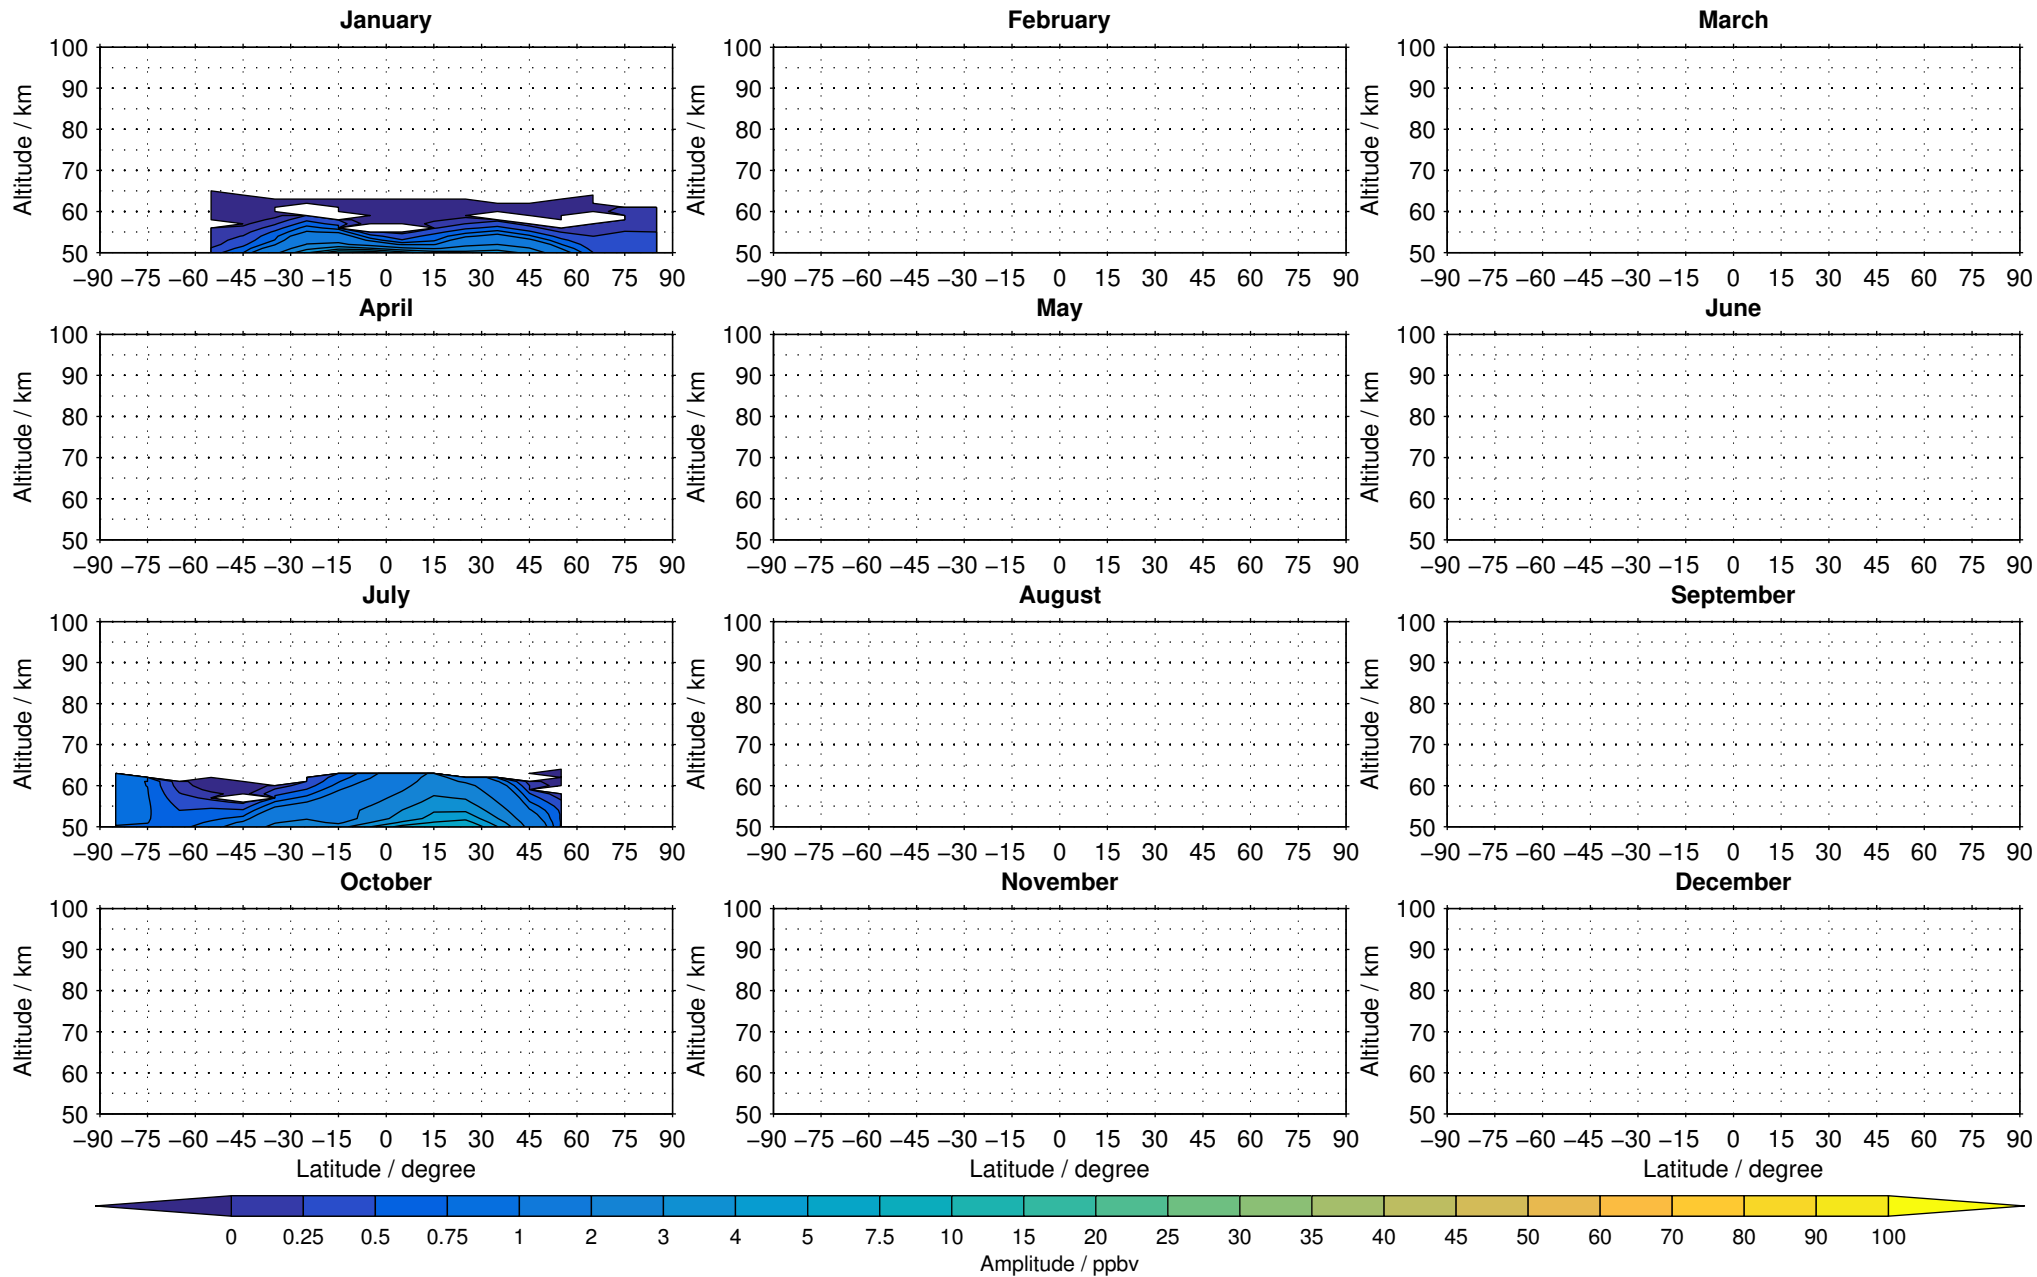 January February March
100 100 100
90 90 90
80 80 80
70 70 70
60 60 60
50 50 50
Altitude / km Altitude / km Altitude / km
−90 −75 −60 −45 −30 −15 0 15 30 45 60 75 90 −90 −75 −60 −45 −30 −15 0 15 30 45 60 75 90 −90 −75 −60 −45 −30 −15 0 15 30 45 60 75 90
April May June
100 100 100
90 90 90
80 80 80
70 70 70
60 60 60
50 50 50
Altitude / km Altitude / km Altitude / km
−90 −75 −60 −45 −30 −15 0 15 30 45 60 75 90 −90 −75 −60 −45 −30 −15 0 15 30 45 60 75 90 −90 −75 −60 −45 −30 −15 0 15 30 45 60 75 90
July August September
100 100 100
90 90 90
80 80 80
70 70 70
60 60 60
50 50 50
Altitude / km Altitude / km Altitude / km
−90 −75 −60 −45 −30 −15 0 15 30 45 60 75 90 −90 −75 −60 −45 −30 −15 0 15 30 45 60 75 90 −90 −75 −60 −45 −30 −15 0 15 30 45 60 75 90
October November December
100 100 100
90 90 90
80 80 80
70 70 70
60 60 60
50 50 50
Altitude / km Altitude / km Altitude / km
−90 −75 −60 −45 −30 −15 0 15 30 45 60 75 90 −90 −75 −60 −45 −30 −15 0 15 30 45 60 75 90 −90 −75 −60 −45 −30 −15 0 15 30 45 60 75 90
Latitude / degree Latitude / degree Latitude / degree
0 0.25 0.5 0.75 1 2 3 4 5 7.5 10 15 20 25 30 35 40 45 50 60 70 80 90 100
Amplitude / ppbv